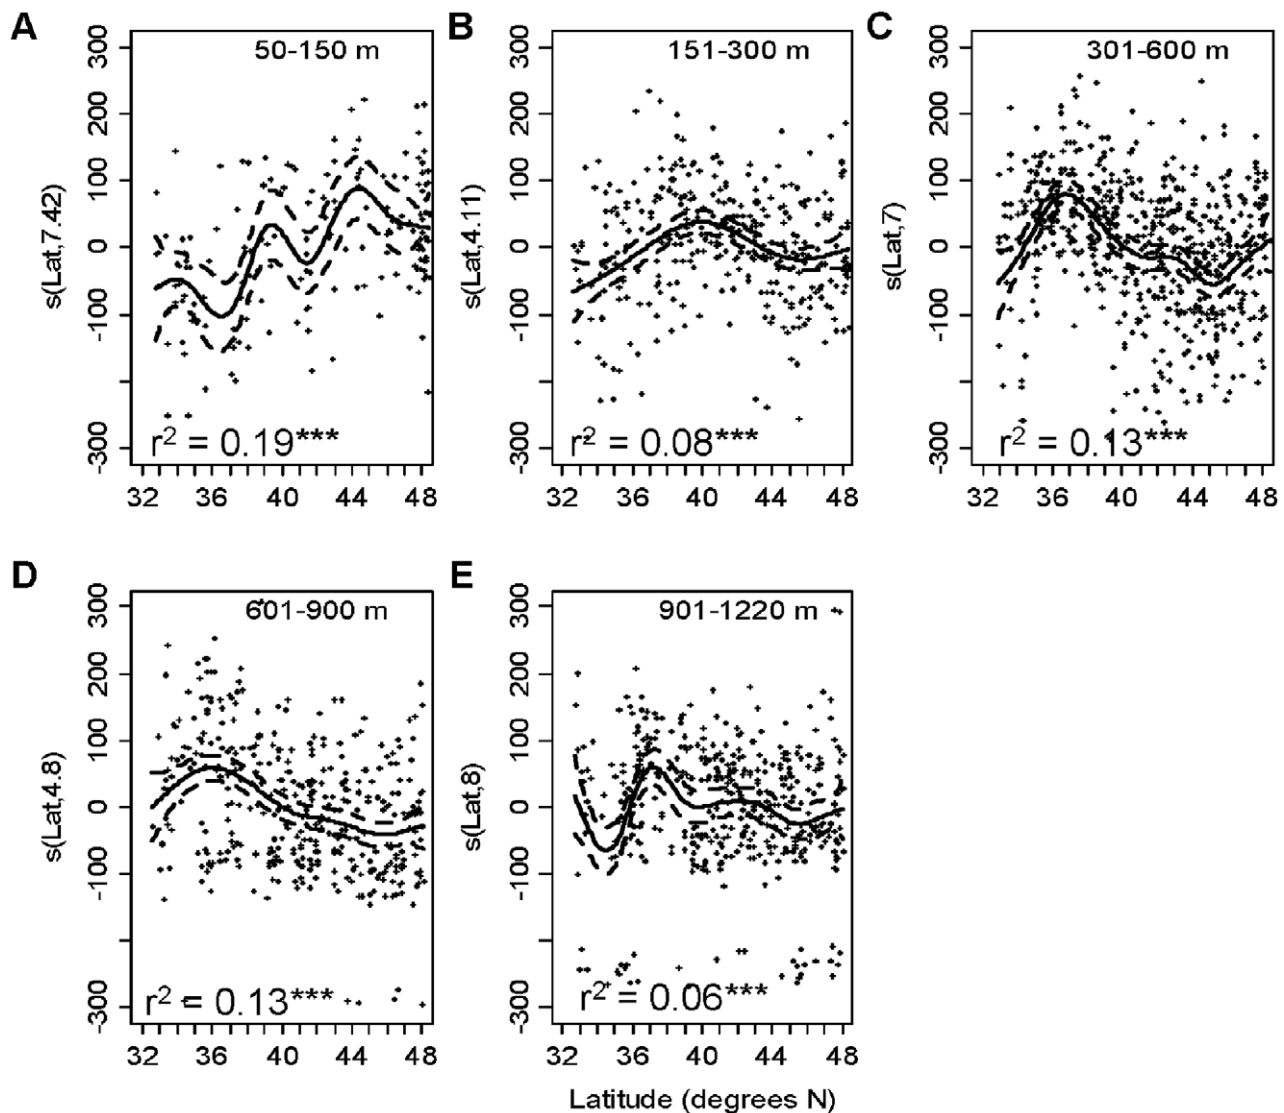 A
50-150 m
s(Lat,7.42)
300
200
100
0
-100
-300
r² = 0.19***
32 36 40 44 48
B
151-300 m
s(Lat,4.11)
300
200
100
0
-100
-300
r² = 0.08***
32 36 40 44 48
C
301-600 m
s(Lat,7)
300
200
100
0
-100
-300
r² = 0.13***
32 36 40 44 48
D
601-900 m
s(Lat,4.8)
300
200
100
0
-100
-300
r² = 0.13***
32 36 40 44 48
E
901-1220 m
s(Lat,8)
300
200
100
0
-100
-300
r² = 0.06***
32 36 40 44 48
Latitude (degrees N)